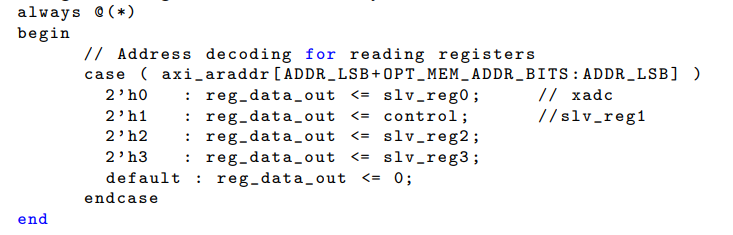 always @(*)
begin
// Address decoding for reading registers
case ( axi_araddr[ADDR_LSB+OPT_MEM_ADDR_BITS:ADDR_LSB] )
2’h0 : reg_data_out <= slv_reg0; // xadc
2’h1 : reg_data_out <= control; //slv_reg1
2’h2 : reg_data_out <= slv_reg2;
2’h3 : reg_data_out <= slv_reg3;
default : reg_data_out <= 0;
endcase
end